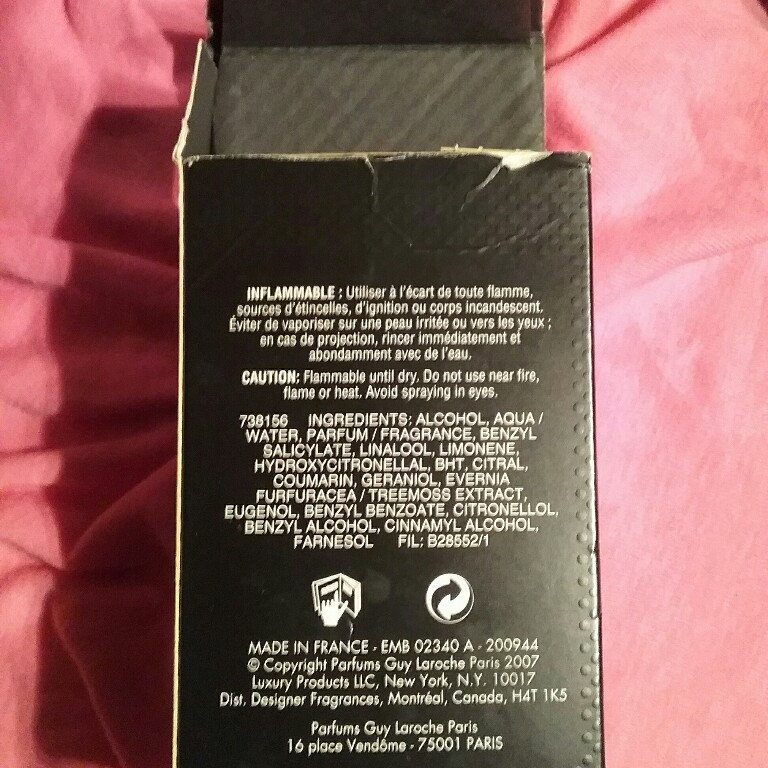 INFLAMMABLE : Utiliser à l'écart de toute flamme,
sources d'étincelles, d'ignition ou corps incandescent.
Éviter de vaporiser sur une peau irritée ou vers les yeux ;
en cas de projection, rincer immédiatement et
abondamment avec de l'eau.
CAUTION: Flammable until dry. Do not use near fire,
flame or heat. Avoid spraying in eyes.
738156 INGREDIENTS: ALCOHOL, AQUA /
WATER, PARFUM / FRAGRANCE, BENZYL
SALICYLATE, LINALOOL, LIMONENE,
HYDROXYCITRONELLAL, BHT, CITRAL,
COUMARIN, GERANIOL, EVERNIA
FURFURACEA / TREEMOSS EXTRACT,
EUGENOL, BENZYL BENZOATE, CITRONELLOL,
BENZYL ALCOHOL, CINNAMYL ALCOHOL,
FARNESOL FIL: B28552/1
MADE IN FRANCE - EMB 02340 A - 200944
© Copyright Parfums Guy Laroche Paris 2007
Luxury Products LLC, New York, N.Y. 10017
Dist. Designer Fragrances, Montréal, Canada, H4T 1K5
Parfums Guy Laroche Paris
16 place Vendôme - 75001 PARIS